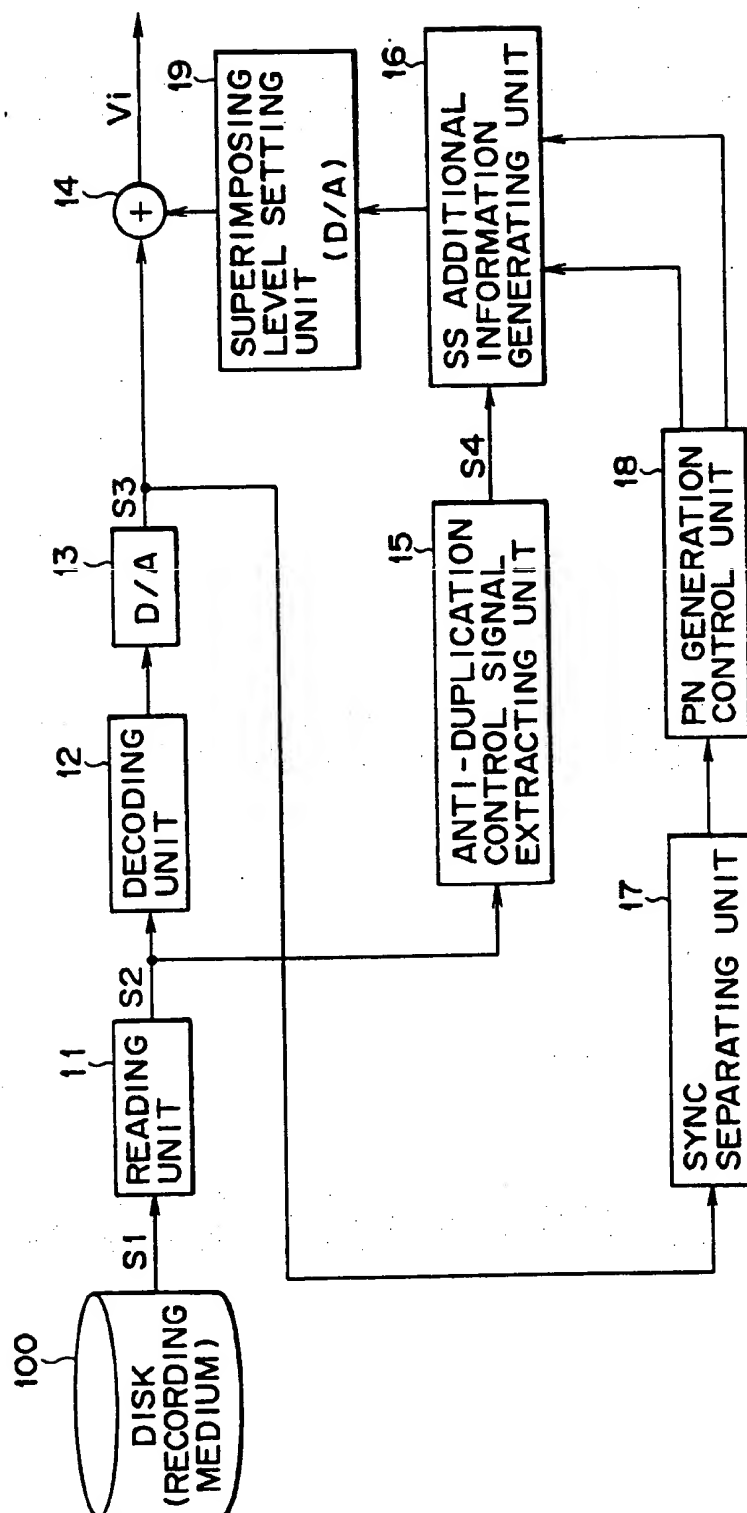 100
DISK
(RECORDING
MEDIUM)
S1
11
READING
UNIT
S2
12
DECODING
UNIT
13
D/A
S3
14
+
Vi
19
SUPERIMPOSING
LEVEL SETTING
UNIT
(D/A)
15
ANTI-DUPLICATION
CONTROL SIGNAL
EXTRACTING UNIT
S4
16
SS ADDITIONAL
INFORMATION
GENERATING UNIT
17
SYNC
SEPARATING UNIT
18
PN GENERATION
CONTROL UNIT